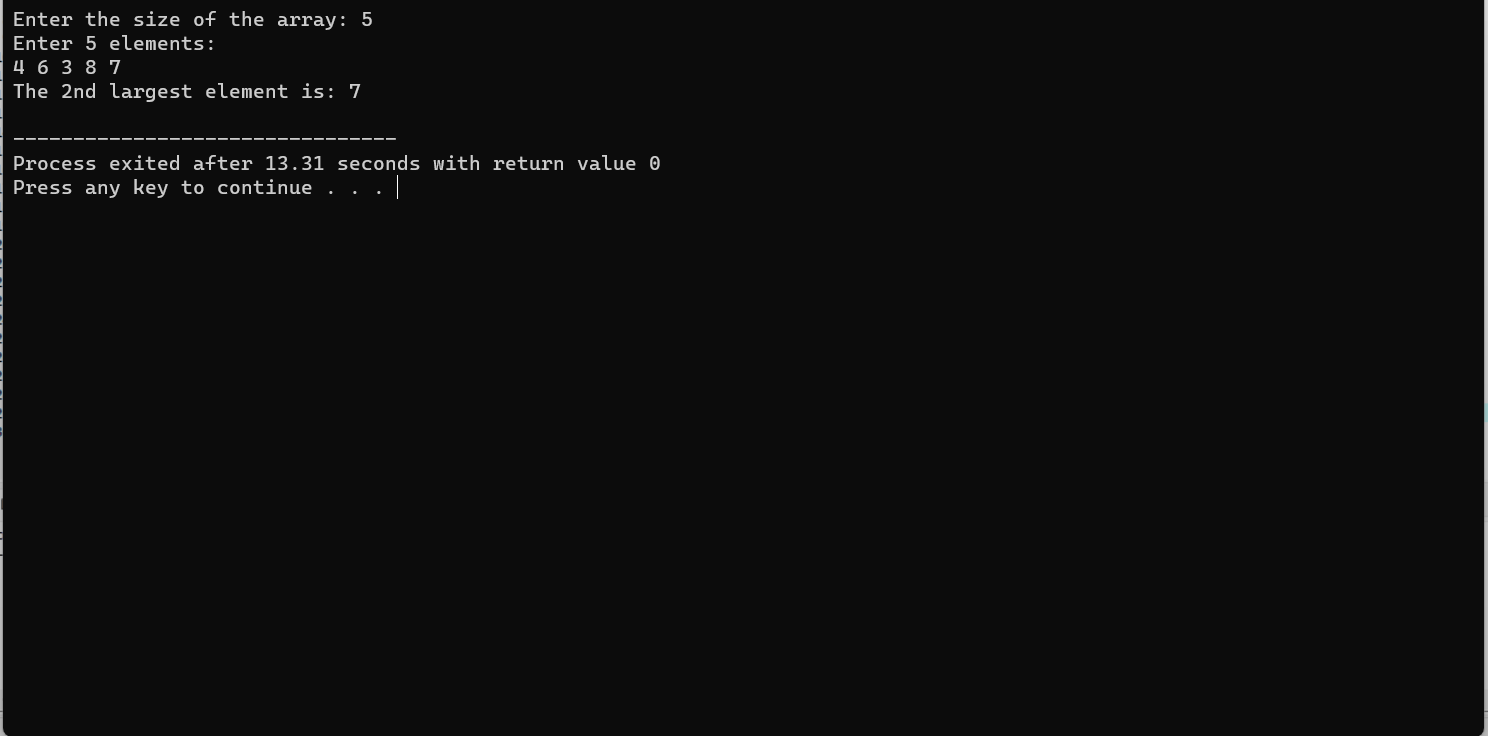 Enter the size of the array: 5
Enter 5 elements:
4 6 3 8 7
The 2nd largest element is: 7
--------------------------------
Process exited after 13.31 seconds with return value 0
Press any key to continue . . .